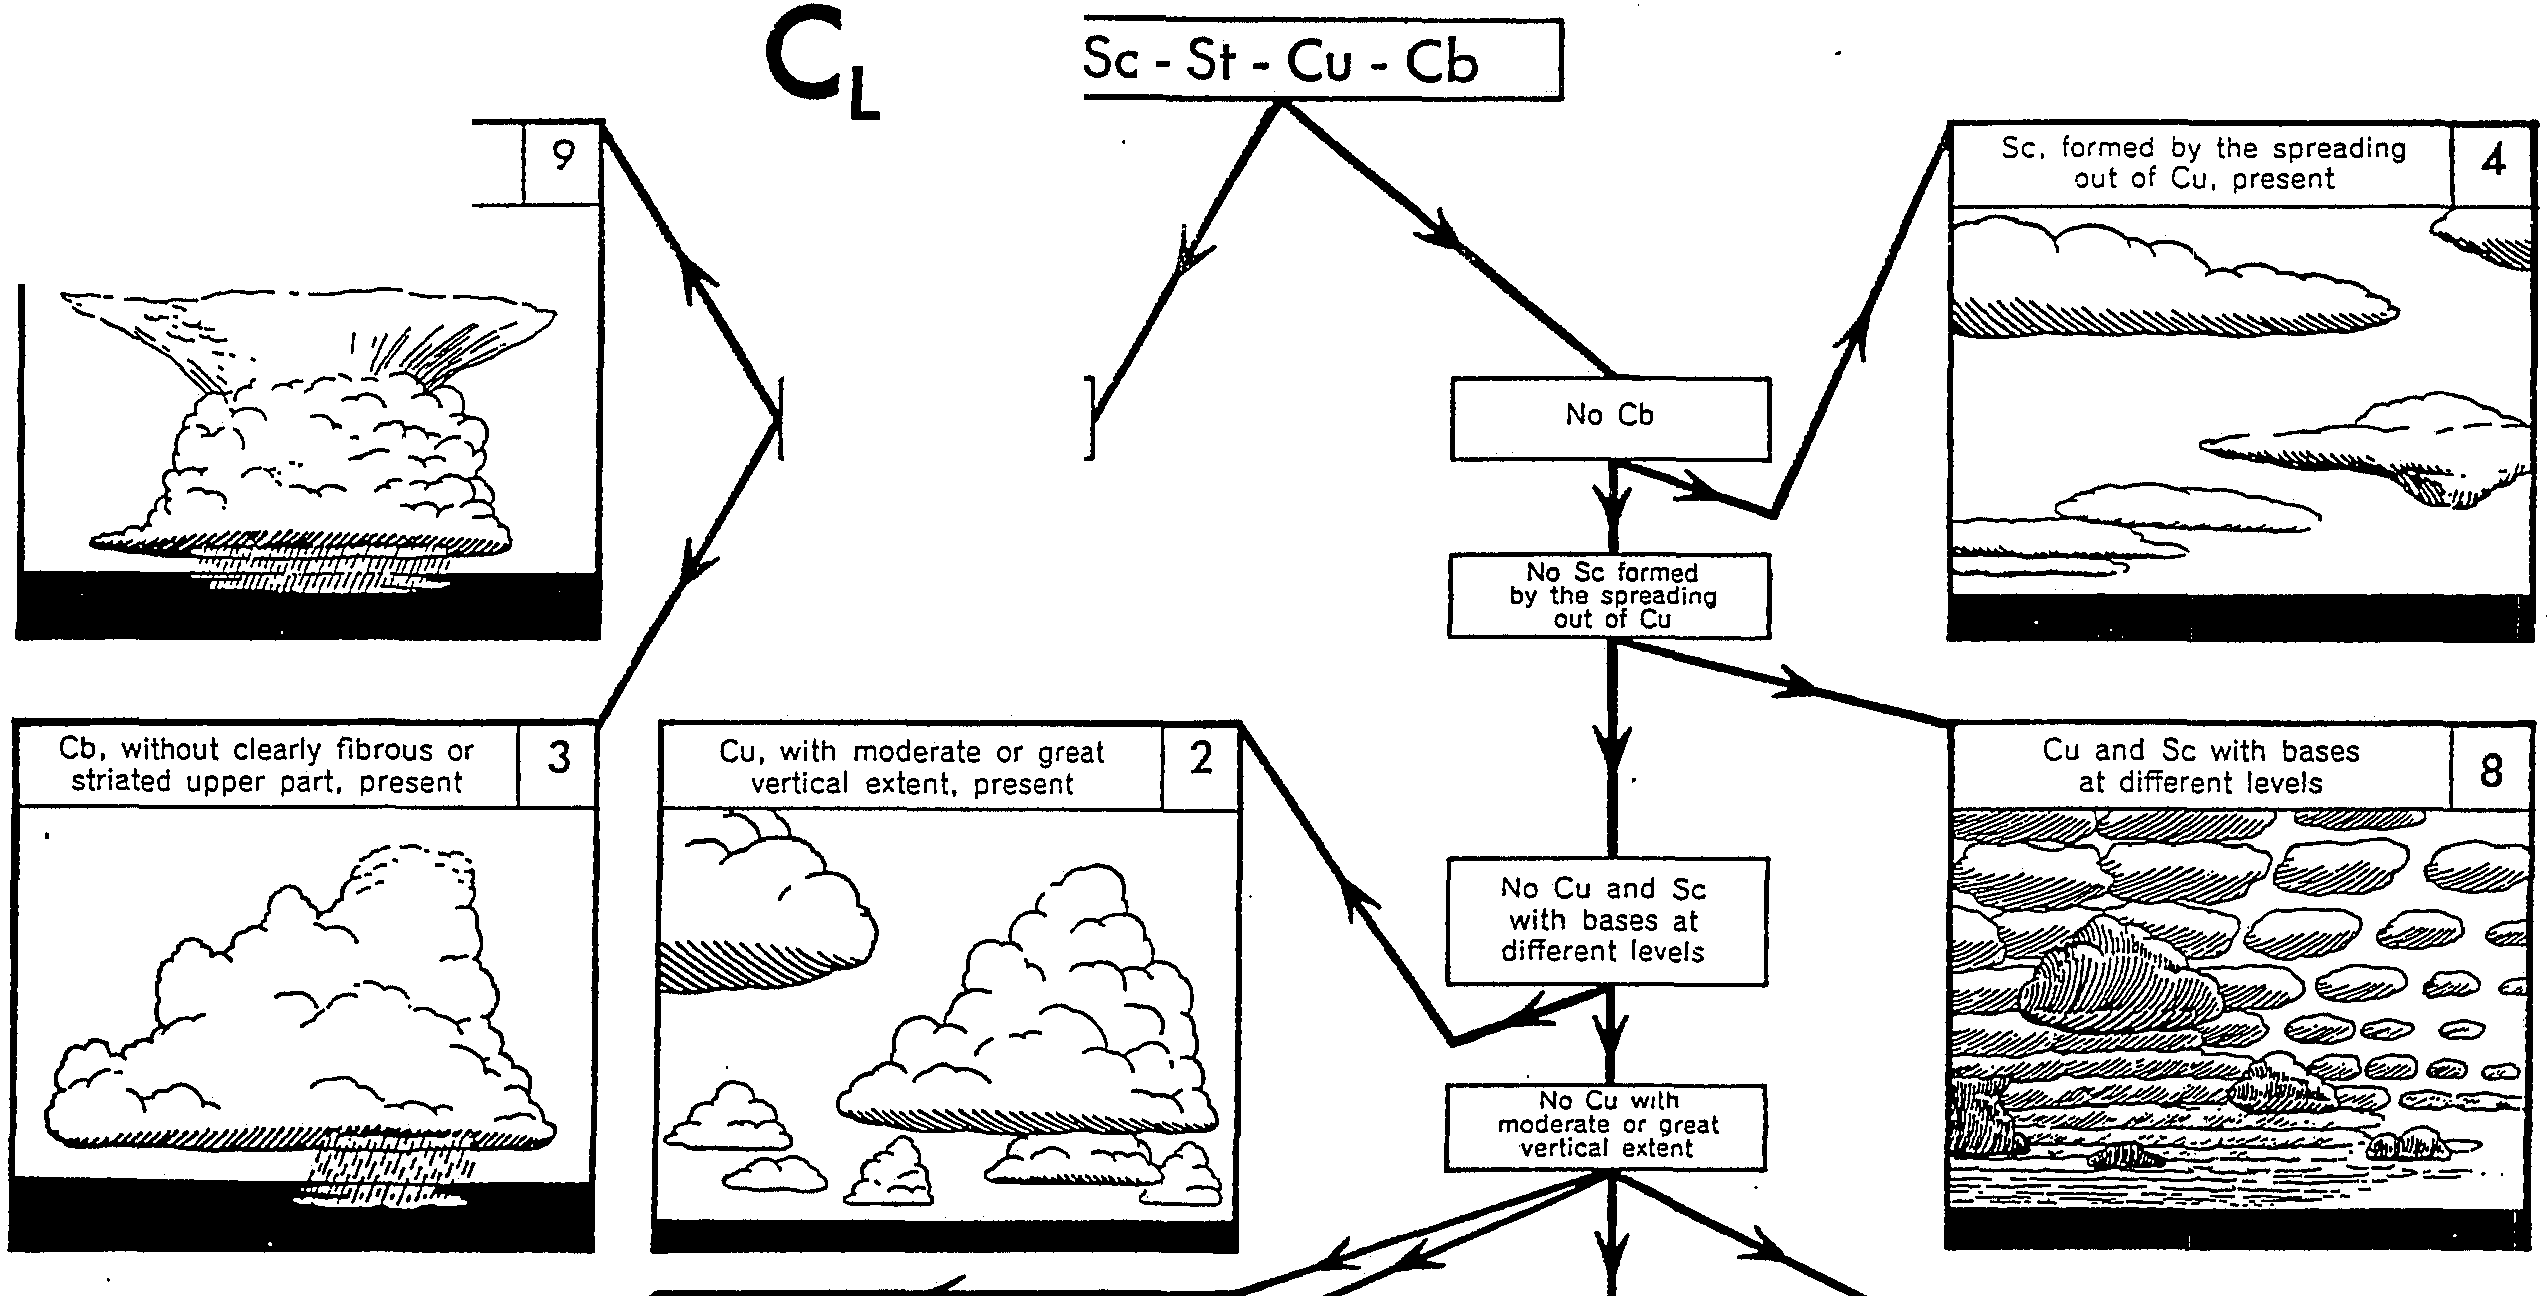 CL
Sc - St - Cu - Cb
9
Sc, formed by the spreading
out of Cu, present
4
No Cb
No Sc formed
by the spreading
out of Cu
Cb, without clearly fibrous or
striated upper part, present
3
Cu, with moderate or great
vertical extent, present
2
Cu and Sc with bases
at different levels
8
No Cu and Sc
with bases at
different levels
No Cu with
moderate or great
vertical extent